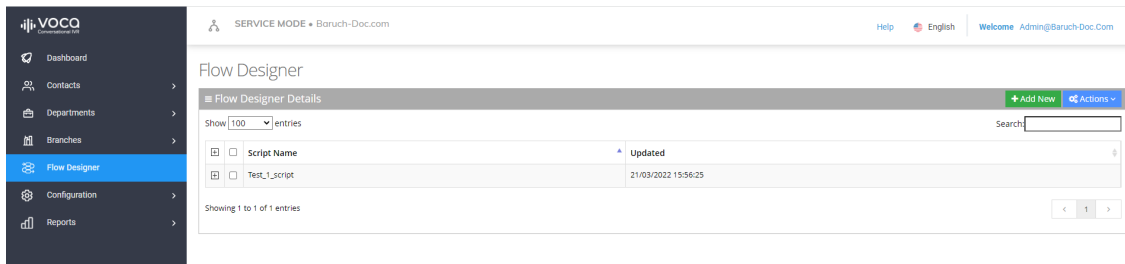 VOCA
Conversational IVR
SERVICE MODE • Baruch-Doc.com
Help
English
Welcome Admin@Baruch-Doc.Com
Dashboard
Contacts
Departments
Branches
Flow Designer
Configuration
Reports
Flow Designer
Flow Designer Details
Add New
Actions
Show 100 entries
Search:
Script Name
Updated
Test_1_script
21/03/2022 15:56:25
Showing 1 to 1 of 1 entries
< 1 >